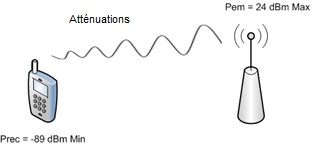 Pem = 24 dBm Max
Atténuations
Prec = -89 dBm Min